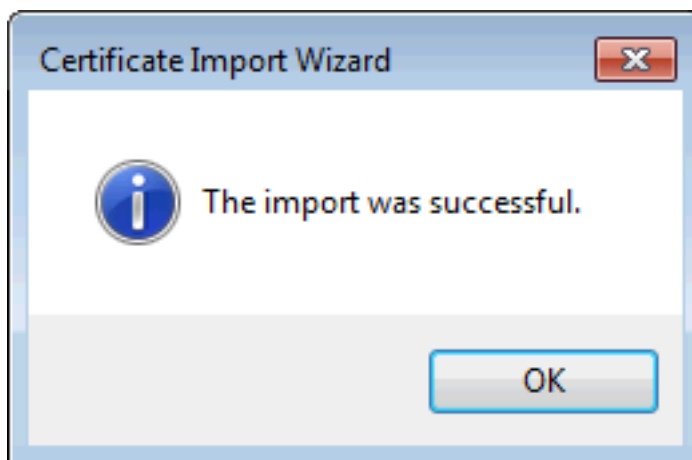 Certificate Import Wizard
The import was successful.
OK